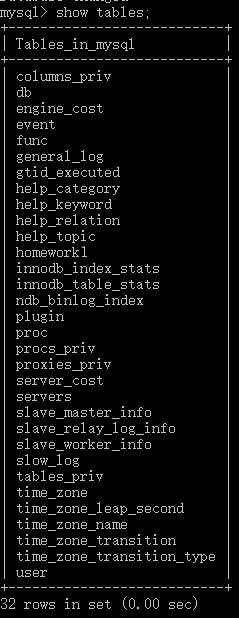 mysql> show tables;
+---------------------------+
| Tables_in_mysql           |
+---------------------------+
| columns_priv              |
| db                        |
| engine_cost               |
| event                     |
| func                      |
| general_log               |
| gtid_executed             |
| help_category             |
| help_keyword              |
| help_relation             |
| help_topic                |
| homework1                 |
| innodb_index_stats        |
| innodb_table_stats        |
| ndb_binlog_index          |
| plugin                    |
| proc                      |
| procs_priv                |
| proxies_priv              |
| server_cost               |
| servers                   |
| slave_master_info         |
| slave_relay_log_info      |
| slave_worker_info         |
| slow_log                  |
| tables_priv               |
| time_zone                 |
| time_zone_leap_second     |
| time_zone_name            |
| time_zone_transition      |
| time_zone_transition_type |
| user                      |
+---------------------------+
32 rows in set (0.00 sec)